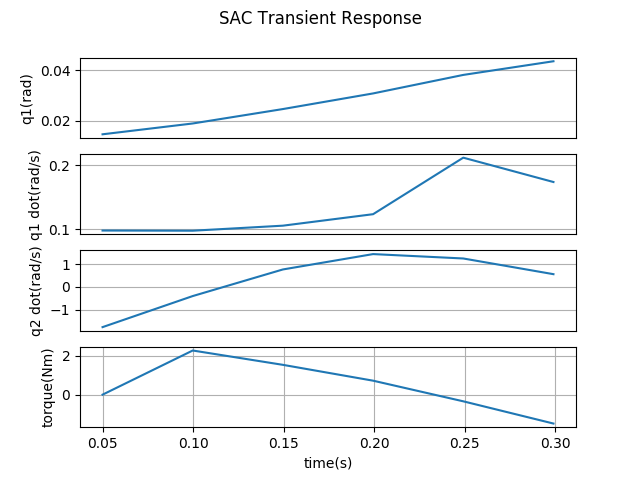 SAC Transient Response
q1(rad)
0.04
0.02
q1 dot(rad/s)
0.2
0.1
q2 dot(rad/s)
1
0
−1
torque(Nm)
2
0
0.05 0.10 0.15 0.20 0.25 0.30
time(s)